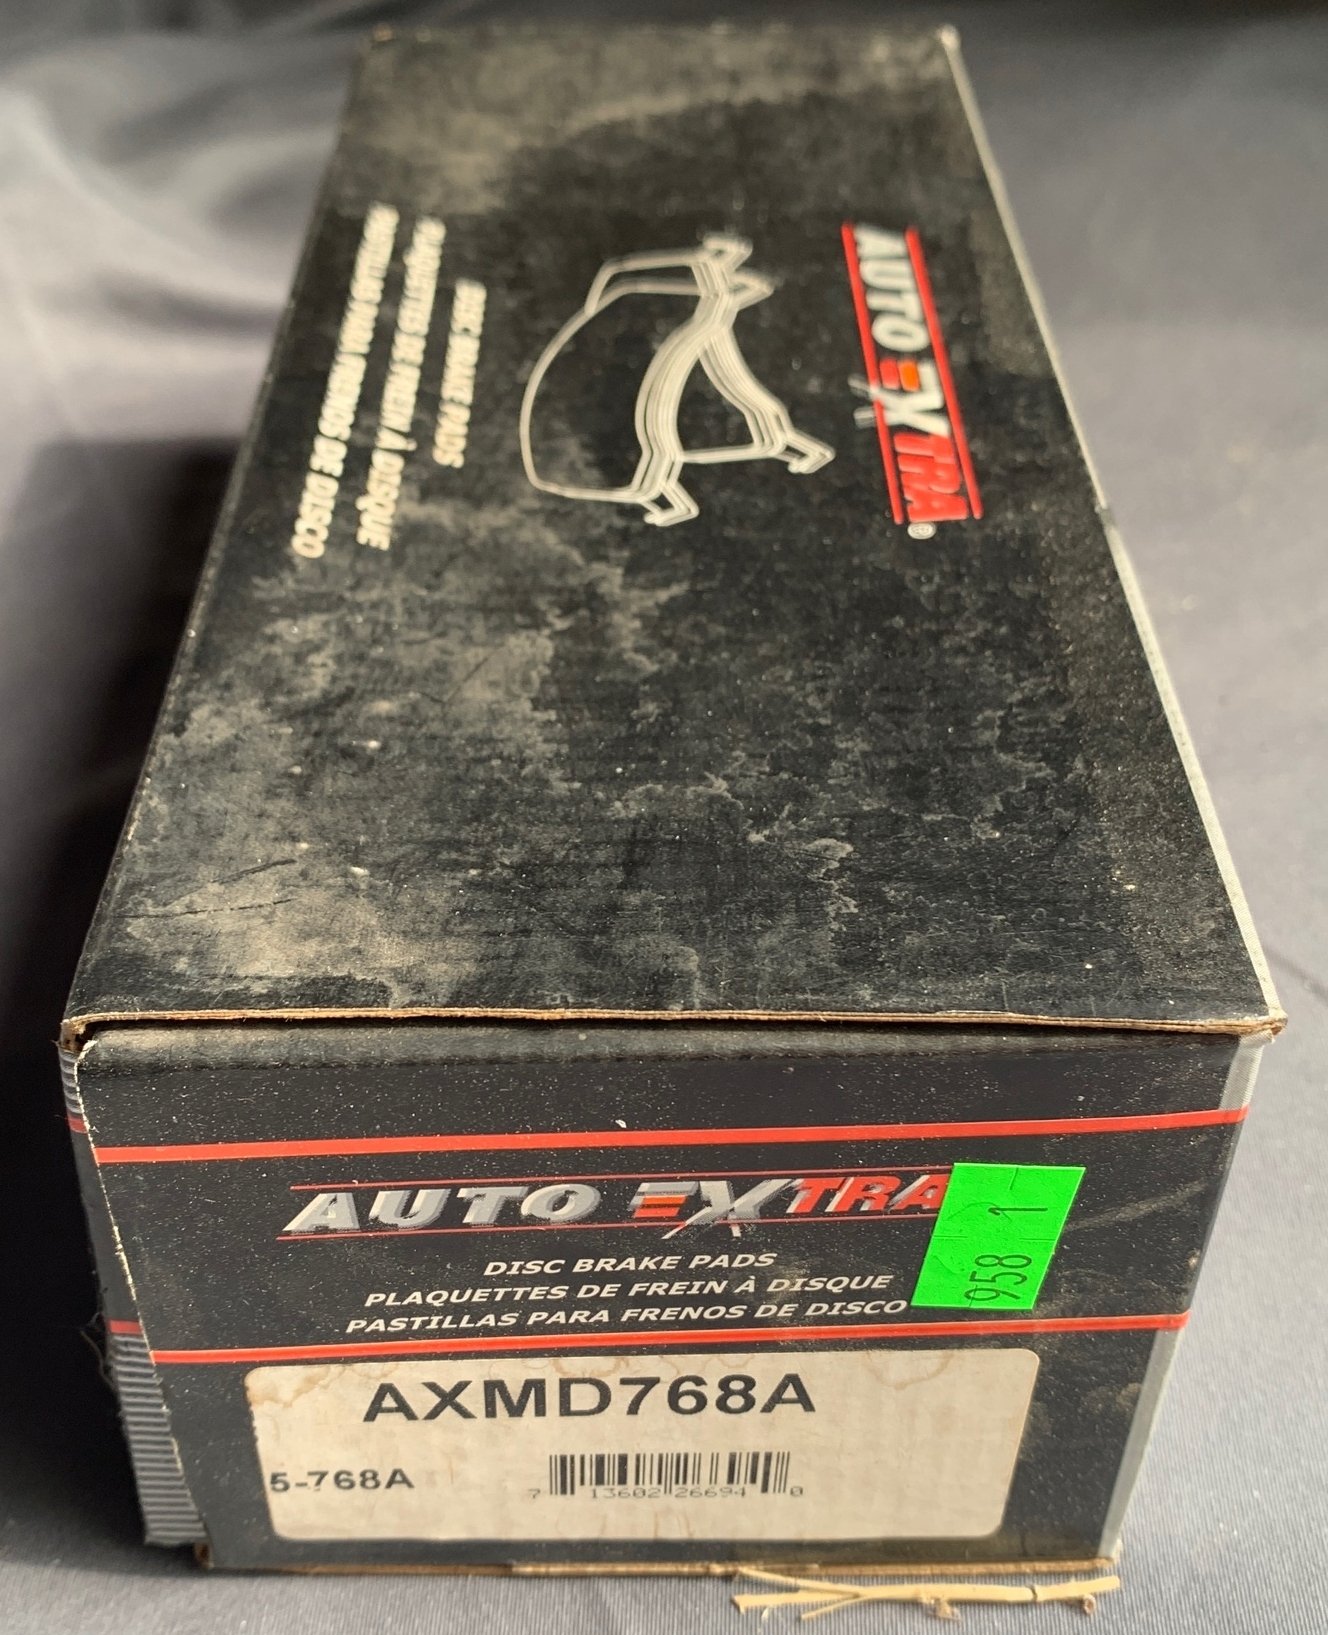 AUTO EXTRA®
DISC BRAKE PADS
PLAQUETTES DE FREIN À DISQUE
PASTILLAS PARA FRENOS DE DISCO
AUTO EXTRA
DISC BRAKE PADS
PLAQUETTES DE FREIN À DISQUE
PASTILLAS PARA FRENOS DE DISCO
958 1
AXMD768A
5-768A
7 13602 26694 0